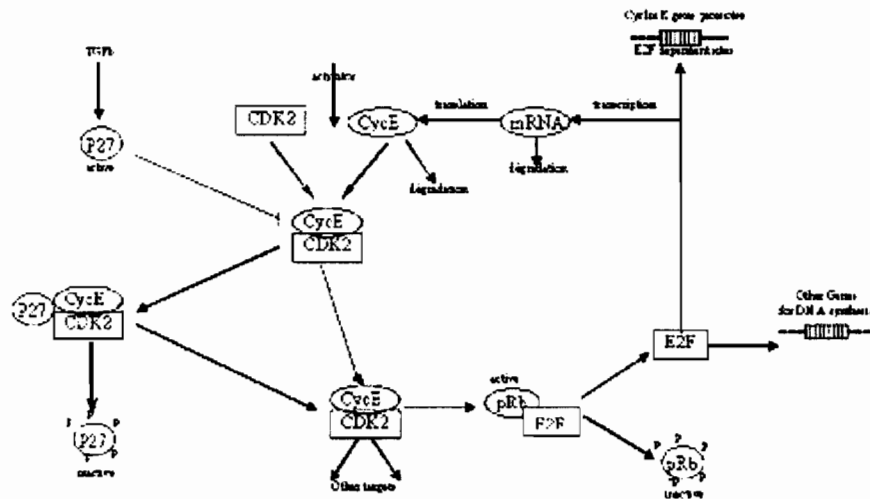 Cyclin E gene promoter
E2F dependent sites
TGFb
activator
translation
transcription
CDK2
CycE
mRNA
P27
active
degradation
degradation
CycE
CDK2
P27
CycE
CDK2
Other Genes
for DNA synthesis
E2F
active
CycE
CDK2
pRb
E2F
P
P
P27
P
P
inactive
Other targets
P
P
P
pRb
P
P
inactive